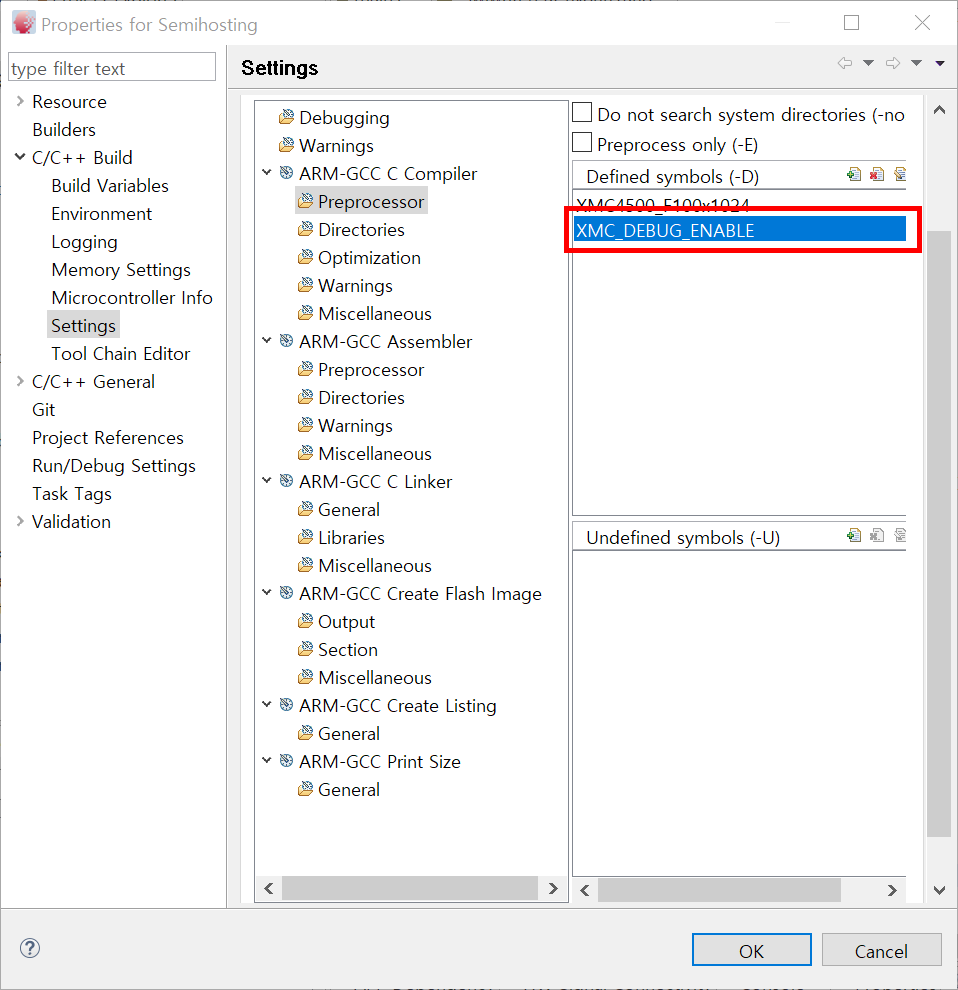 Properties for Semihosting
type filter text
Resource
Builders
C/C++ Build
Build Variables
Environment
Logging
Memory Settings
Microcontroller Info
Settings
Tool Chain Editor
C/C++ General
Git
Project References
Run/Debug Settings
Task Tags
Validation
Settings
Debugging
Warnings
ARM-GCC C Compiler
Preprocessor
Directories
Optimization
Warnings
Miscellaneous
ARM-GCC Assembler
Preprocessor
Directories
Warnings
Miscellaneous
ARM-GCC C Linker
General
Libraries
Miscellaneous
ARM-GCC Create Flash Image
Output
Section
Miscellaneous
ARM-GCC Create Listing
General
ARM-GCC Print Size
General
Do not search system directories (-no
Preprocess only (-E)
Defined symbols (-D)
XMC4500_F100x1024
XMC_DEBUG_ENABLE
Undefined symbols (-U)
OK
Cancel